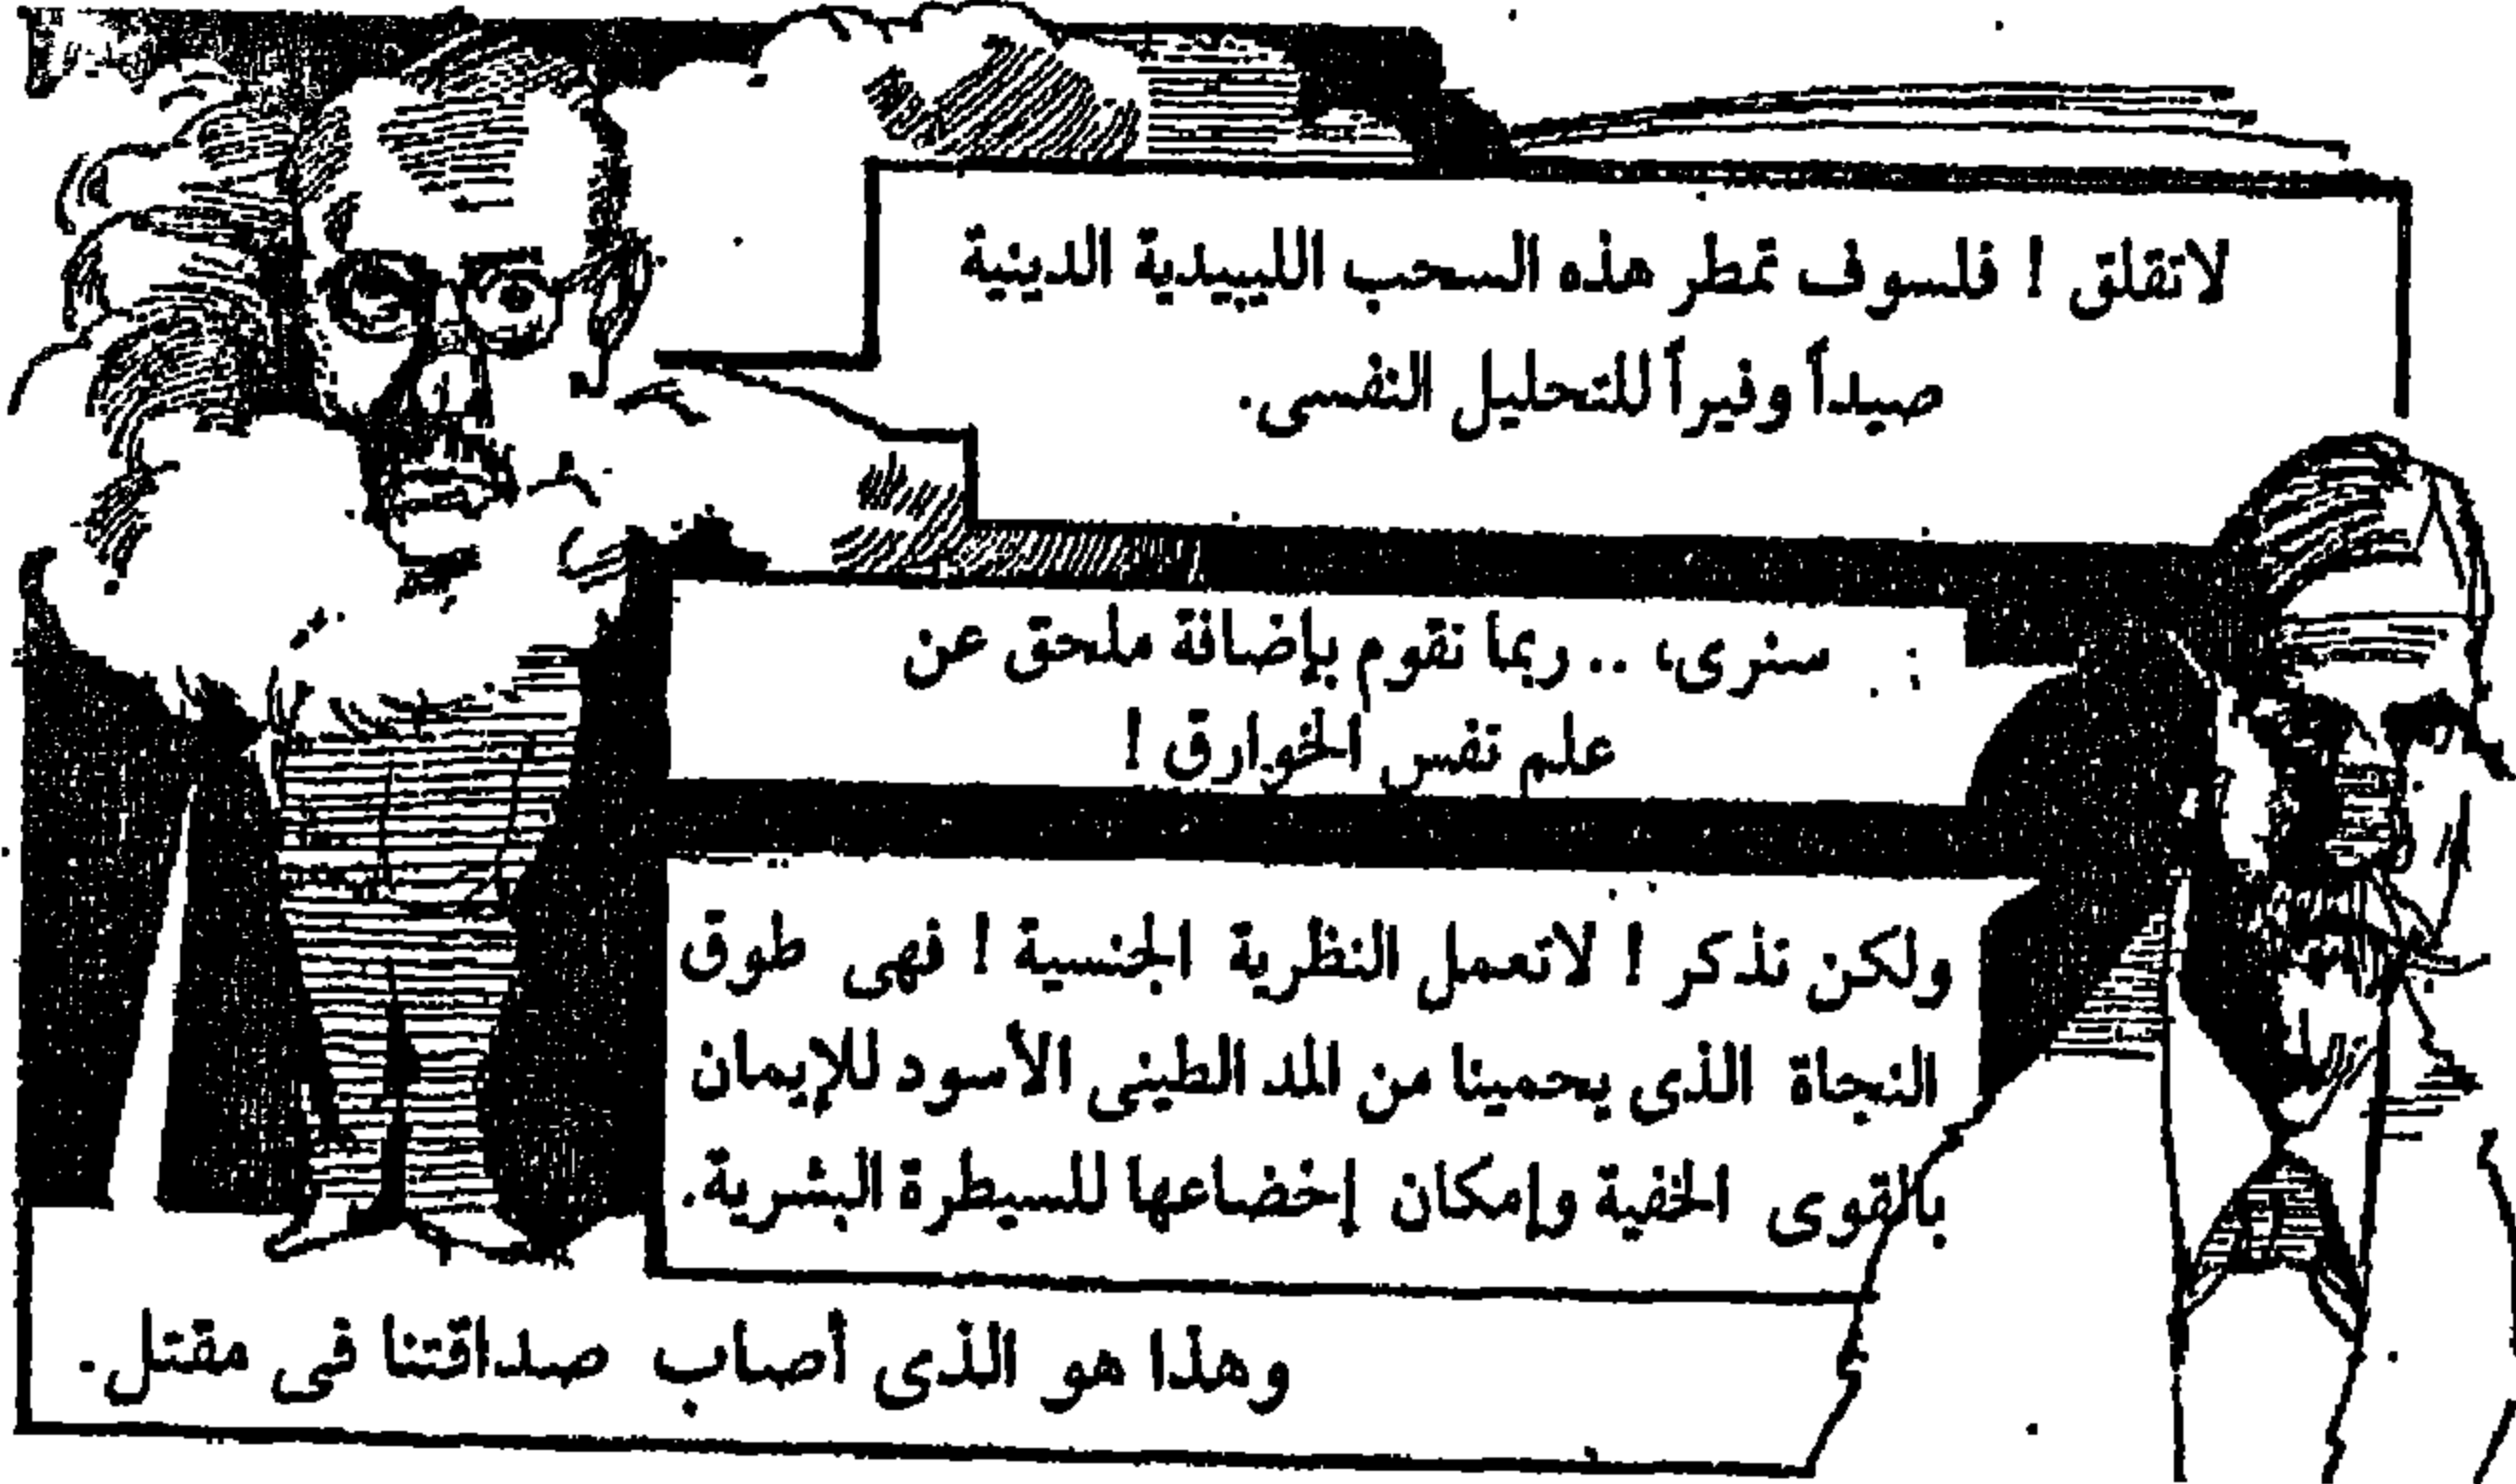 لاتقلق ! فلسوف تمطر هذه السحب الليبيدية الدينية
صيداً وفيراً للتحليل النفسى.
سنرى، .. ربما نقوم بإضافة ملحق عن
علم نفس الخوارق !
ولكن تذكر ! لاتهمل النظرية الجنسية ! فهى طوق
النجاة الذى يحمينا من المد الطينى الأسود للإيمان
بالقوى الخفية وإمكان إخضاعها للسيطرة البشرية.
وهذا هو الذى أصاب صداقتنا فى مقتل.